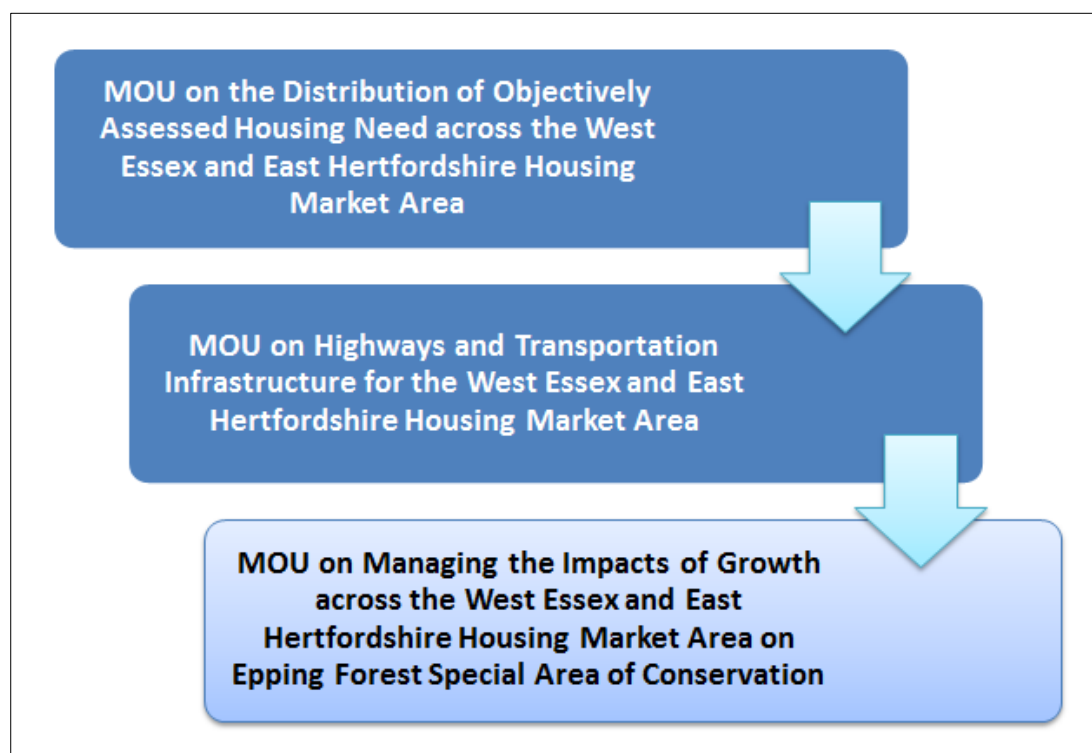 MOU on the Distribution of Objectively
Assessed Housing Need across the West
Essex and East Hertfordshire Housing
Market Area
MOU on Highways and Transportation
Infrastructure for the West Essex and East
Hertfordshire Housing Market Area
MOU on Managing the Impacts of Growth
across the West Essex and East
Hertfordshire Housing Market Area on
Epping Forest Special Area of Conservation